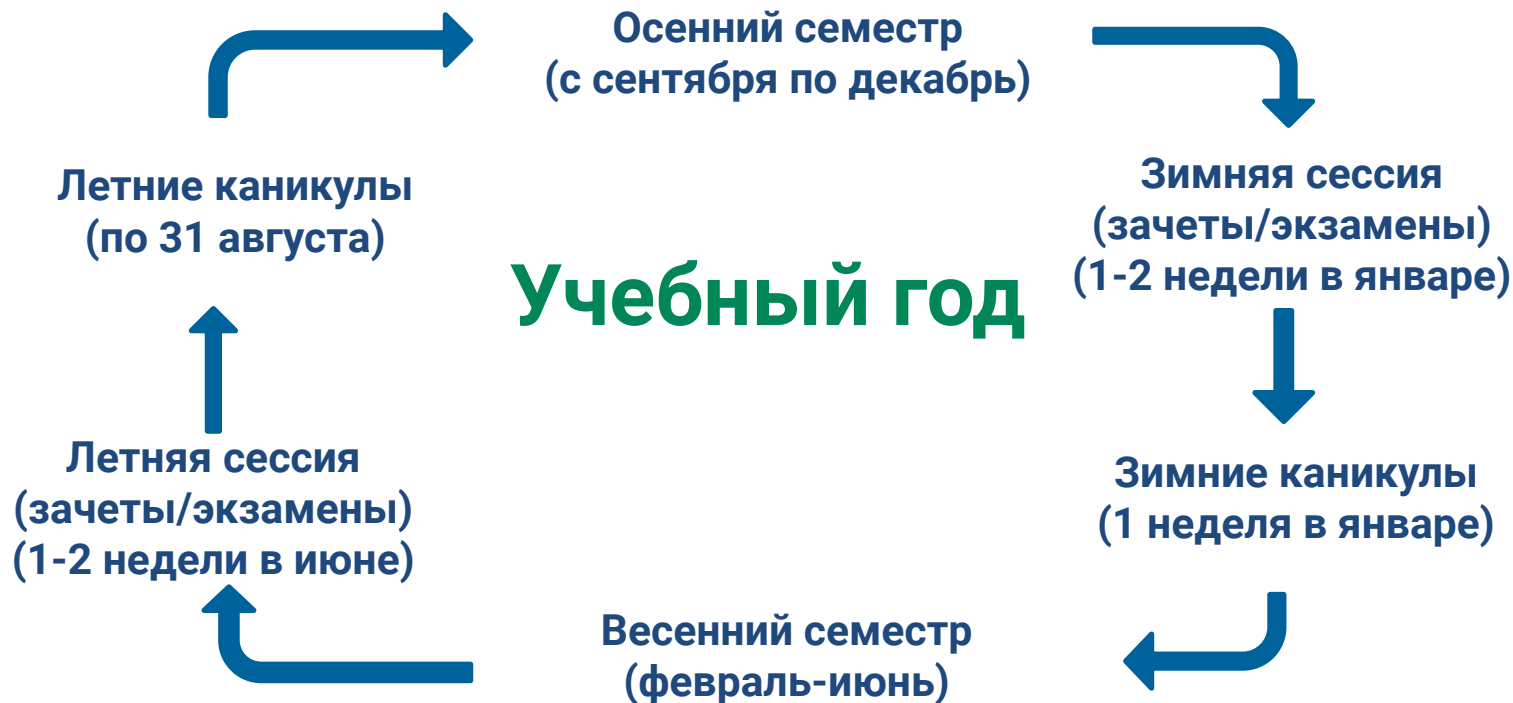 Осенний семестр
(с сентября по декабрь)
Зимняя сессия
(зачеты/экзамены)
(1-2 недели в январе)
Зимние каникулы
(1 неделя в январе)
Весенний семестр
(февраль-июнь)
Летняя сессия
(зачеты/экзамены)
(1-2 недели в июне)
Летние каникулы
(по 31 августа)
Учебный год